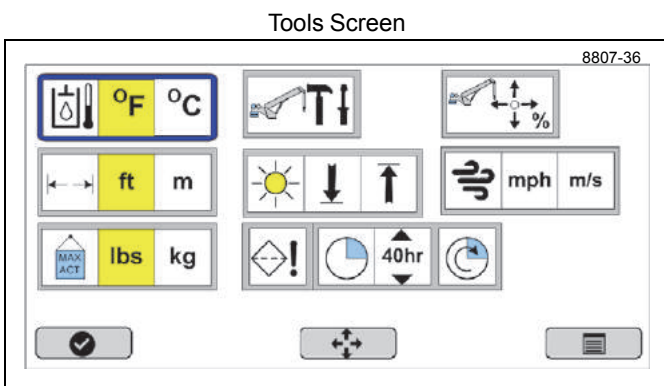 Tools Screen
8807-36
°F °C
%
ft m
mph m/s
MAX
ACT
lbs kg
!
40hr